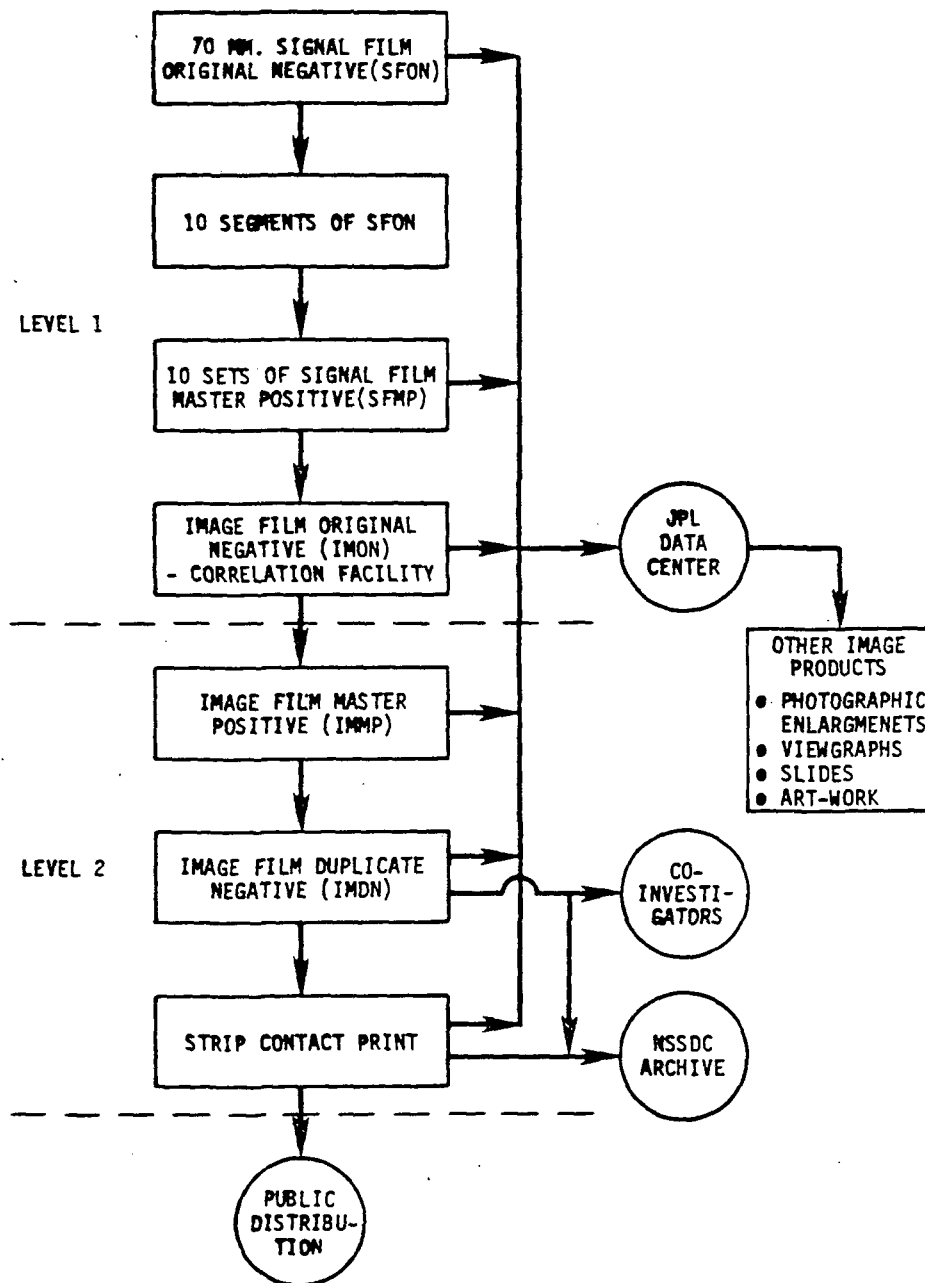 70 MM. SIGNAL FILM
ORIGINAL NEGATIVE(SFON)
10 SEGMENTS OF SFON
LEVEL 1
10 SETS OF SIGNAL FILM
MASTER POSITIVE(SFMP)
IMAGE FILM ORIGINAL
NEGATIVE (IMON)
- CORRELATION FACILITY
JPL
DATA
CENTER
OTHER IMAGE
PRODUCTS
● PHOTOGRAPHIC
ENLARGMENETS
● VIEWGRAPHS
● SLIDES
● ART-WORK
IMAGE FILM MASTER
POSITIVE (IMMP)
LEVEL 2
IMAGE FILM DUPLICATE
NEGATIVE (IMDN)
CO-
INVESTI-
GATORS
STRIP CONTACT PRINT
NSSDC
ARCHIVE
PUBLIC
DISTRIBU-
TION